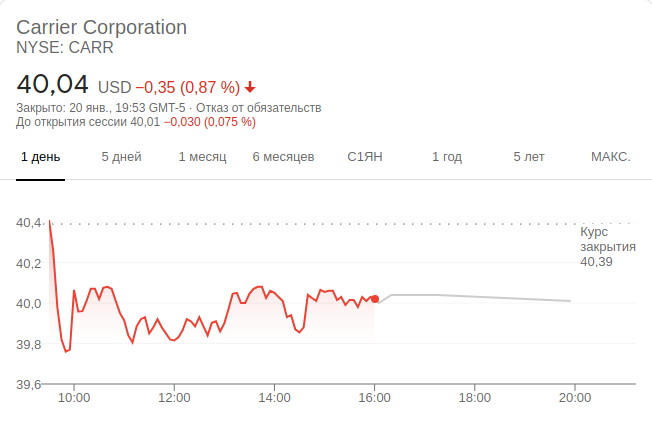 Carrier Corporation
NYSE: CARR
40,04 USD −0,35 (0,87 %)
Закрыто: 20 янв., 19:53 GMT-5 · Отказ от обязательств
До открытия сессии 40,01 −0,030 (0,075 %)
1 день 5 дней 1 месяц 6 месяцев С1ЯН 1 год 5 лет МАКС.
40,4
Курс
закрытия
40,39
40,2
40,0
39,8
39,6
10:00 12:00 14:00 16:00 18:00 20:00